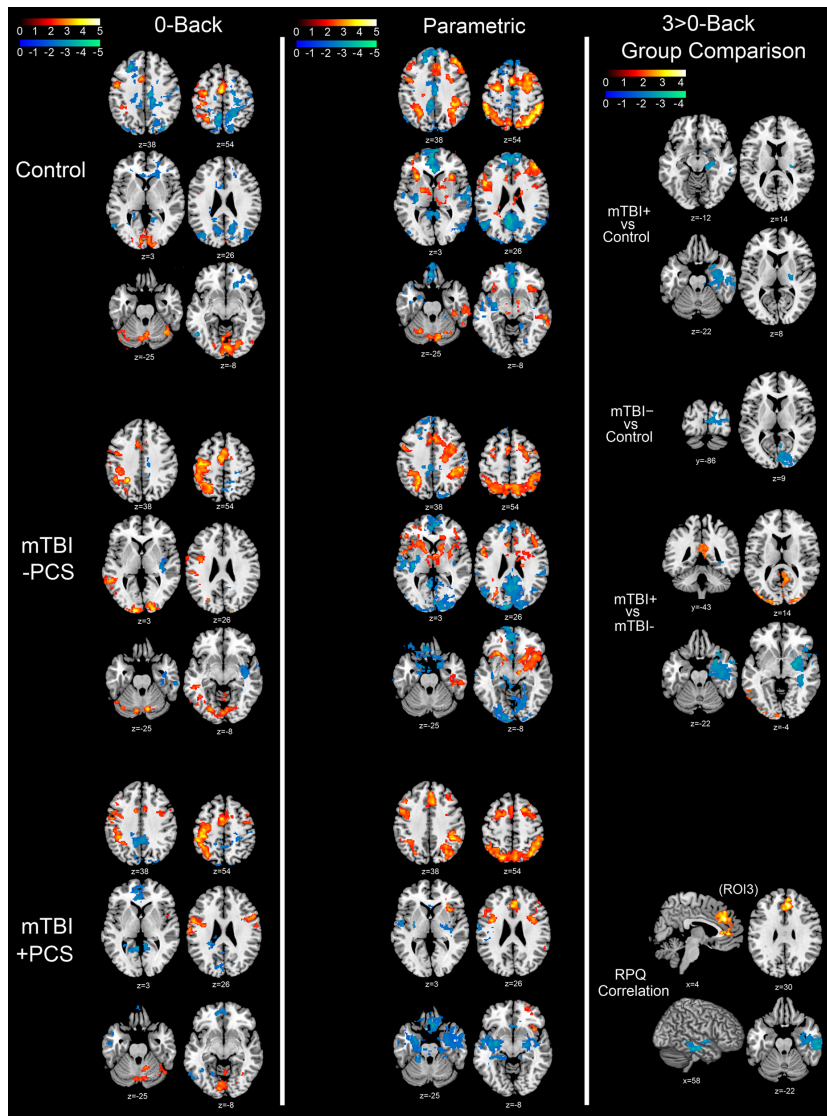 0-Back
0 1 2 3 4 5
0 -1 -2 -3 -4 -5
z=38
z=54
Control
z=3
z=26
z=-25
z=-8
z=38
z=54
mTBI
-PCS
z=3
z=26
z=-25
z=-8
z=38
z=54
mTBI
+PCS
z=3
z=26
z=-25
z=-8
Parametric
0 1 2 3 4 5
0 -1 -2 -3 -4 -5
z=38
z=54
z=3
z=26
z=-25
z=-8
z=38
z=54
z=3
z=26
z=-25
z=-8
z=38
z=54
z=3
z=26
z=-25
z=-8
3>0-Back
Group Comparison
0 1 2 3 4
0 -1 -2 -3 -4
z=-12
z=14
mTBI+
vs
Control
z=-22
z=8
mTBI−
vs
Control
y=-86
z=9
mTBI+
vs
mTBI-
y=-43
z=14
z=-22
z=-4
(ROI3)
x=4
z=30
RPQ
Correlation
x=58
z=-22